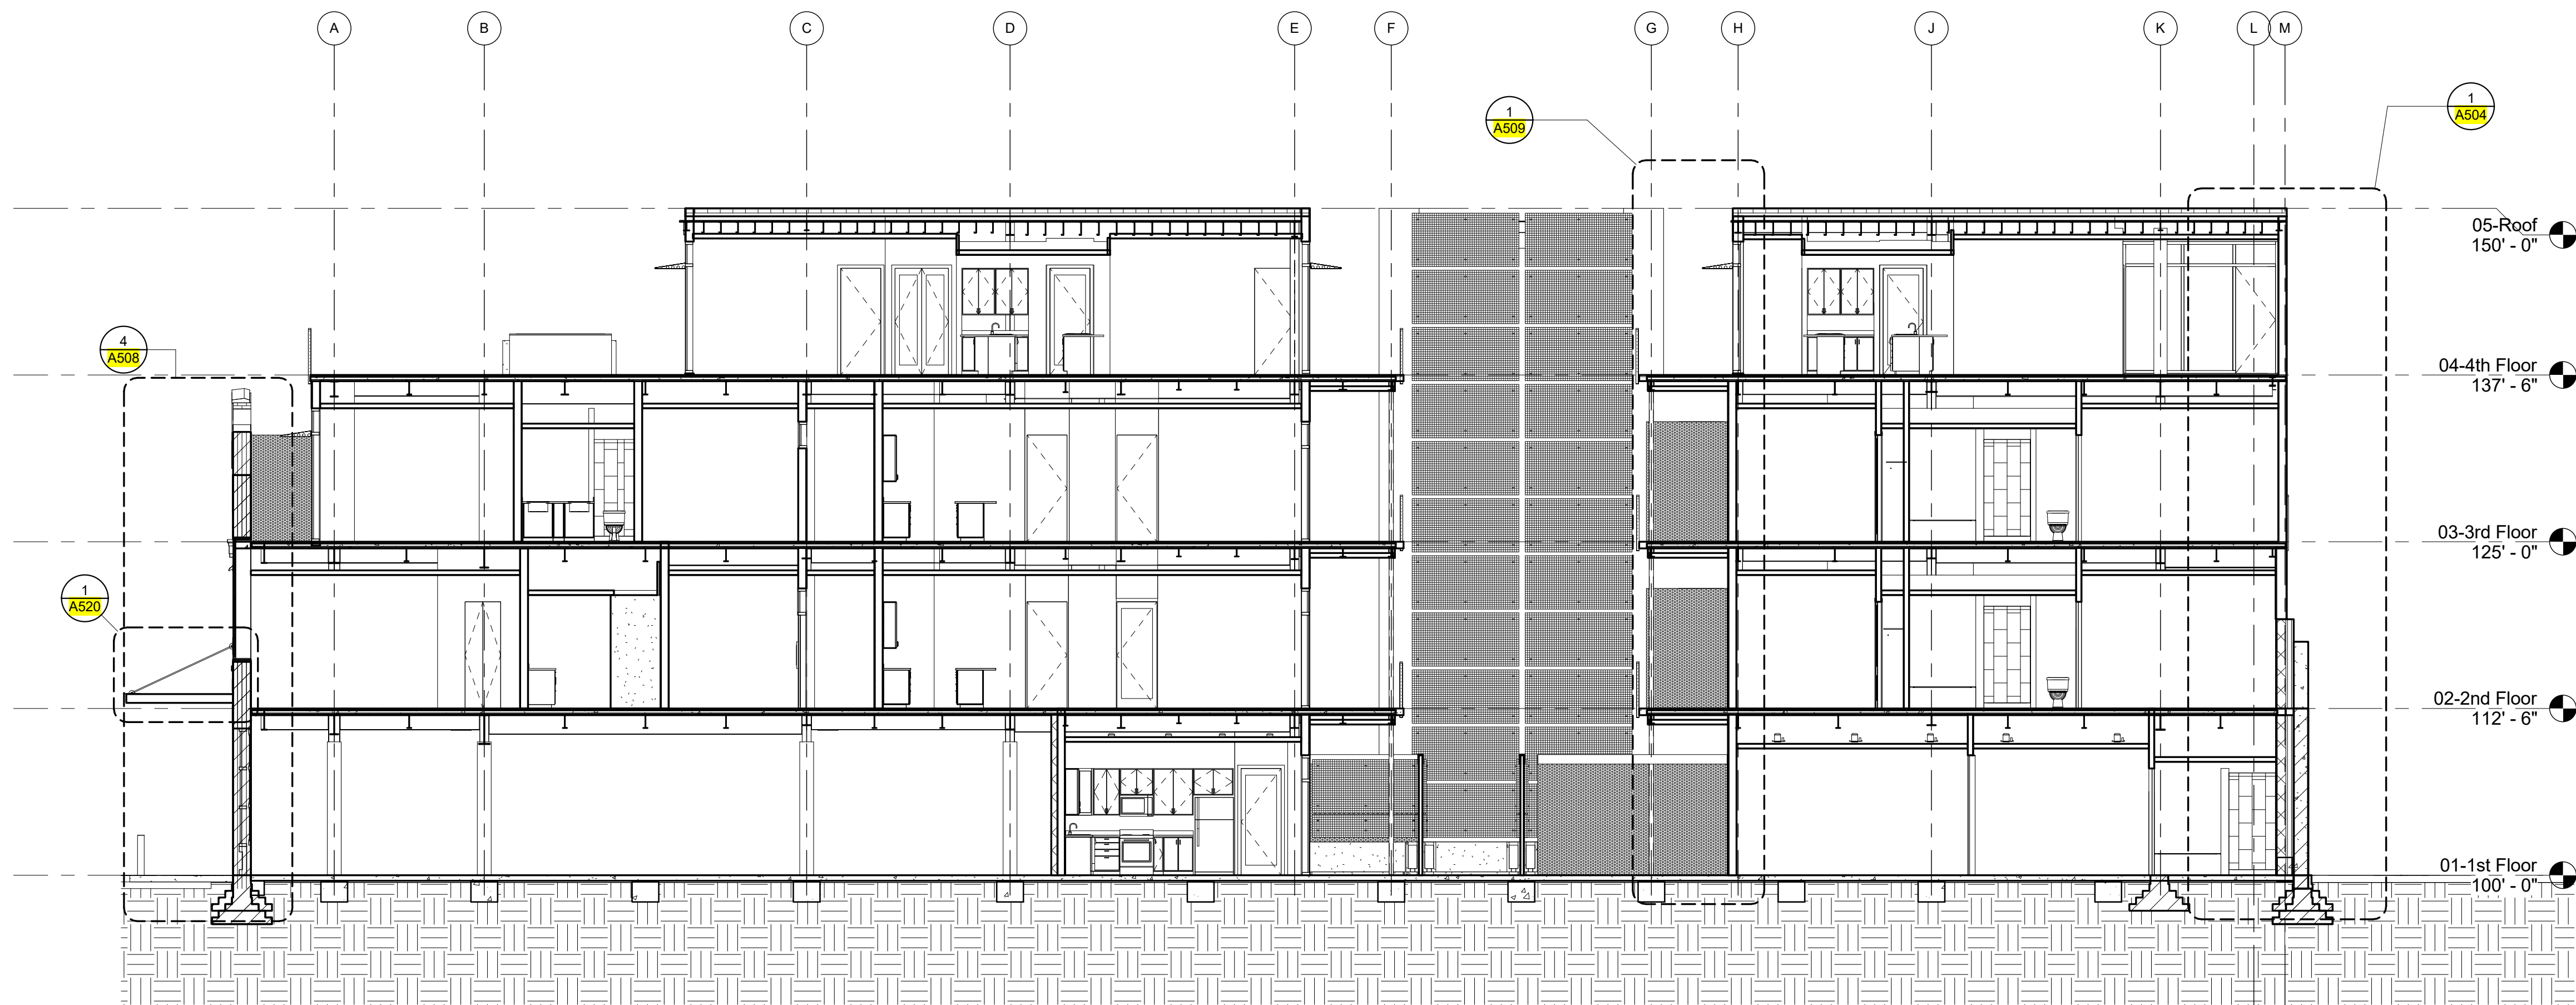 A
B
C
D
E
F
G
H
J
K
L
M
1
A509
1
A504
05-Roof
150' - 0"
4
A508
04-4th Floor
137' - 6"
03-3rd Floor
125' - 0"
1
A520
02-2nd Floor
112' - 6"
01-1st Floor
100' - 0"